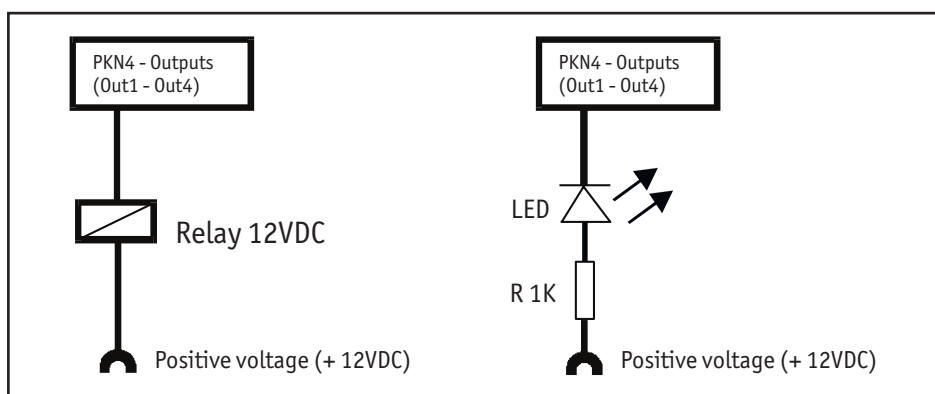 PKN4 - Outputs
(Out1 - Out4)
Relay 12VDC
Positive voltage (+ 12VDC)
PKN4 - Outputs
(Out1 - Out4)
LED
R 1K
Positive voltage (+ 12VDC)